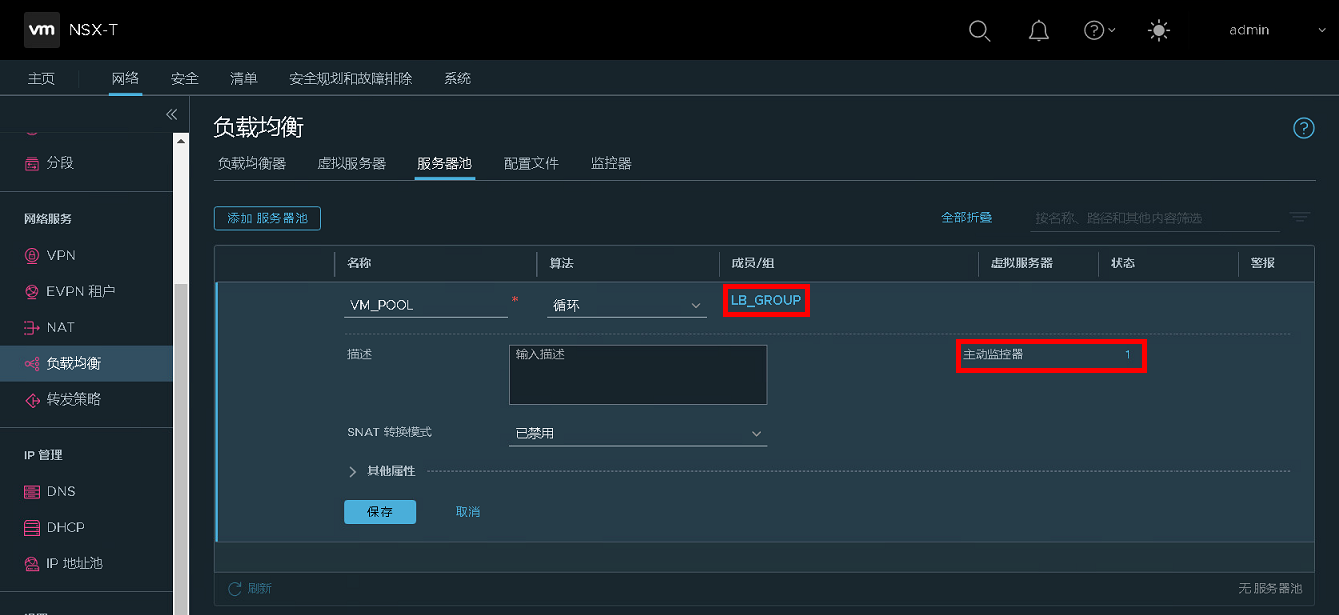 vm NSX-T admin
主页 网络 安全 清单 安全规划和故障排除 系统
负载均衡
负载均衡器 虚拟服务器 服务器池 配置文件 监控器
分段
网络服务
VPN
EVPN 租户
NAT
负载均衡
转发策略
IP 管理
DNS
DHCP
IP 地址池
添加 服务器池 全部折叠 按名称、路径和其他内容筛选
名称 算法 成员/组 虚拟服务器 状态 警报
VM_POOL * 循环 LB_GROUP
描述 输入描述 主动监控器 1
SNAT 转换模式 已禁用
其他属性
保存 取消
刷新 无 服务器池